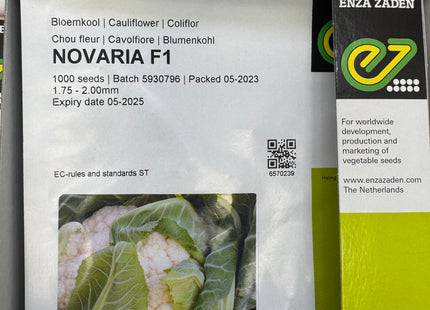 Bloemkool | Cauliflower | Coliflor
Chou fleur | Cavolfiore | Blumenkohl
NOVARIA F1
1000 seeds | Batch 5930796 | Packed 05-2023
1.75 - 2.00mm
Expiry date 05-2025
6570239
EC-rules and standards ST
ENZA ZADEN
For worldwide
development,
production and
marketing of
vegetable seeds
www.enzazaden.com
The Netherlands